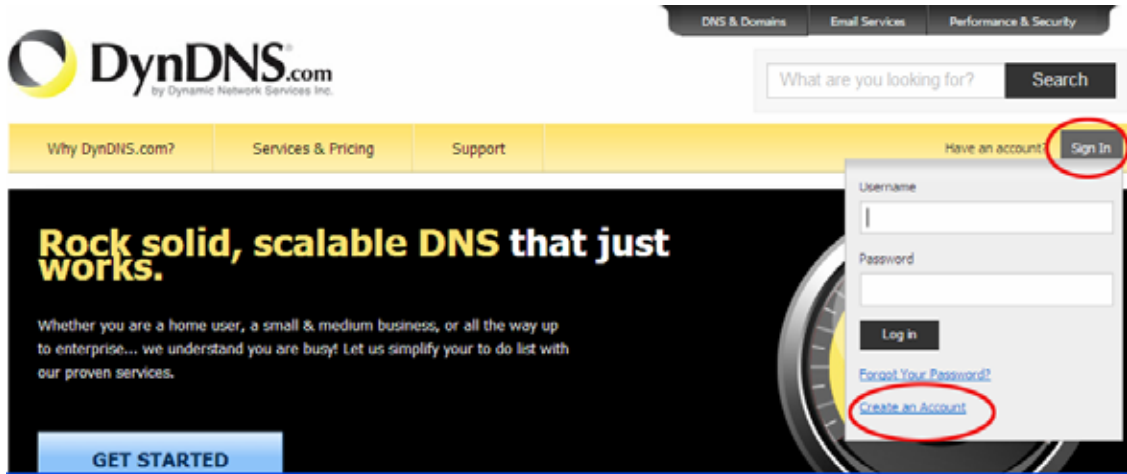 DNS & Domains Email Services Performance & Security
DynDNS.com
by Dynamic Network Services Inc.
What are you looking for? Search
Why DynDNS.com? Services & Pricing Support Have an account? Sign In
Username
Password
Log in
Forgot Your Password?
Create an Account
Rock solid, scalable DNS that just
works.
Whether you are a home user, a small & medium business, or all the way up
to enterprise... we understand you are busy! Let us simplify your to do list with
our proven services.
GET STARTED